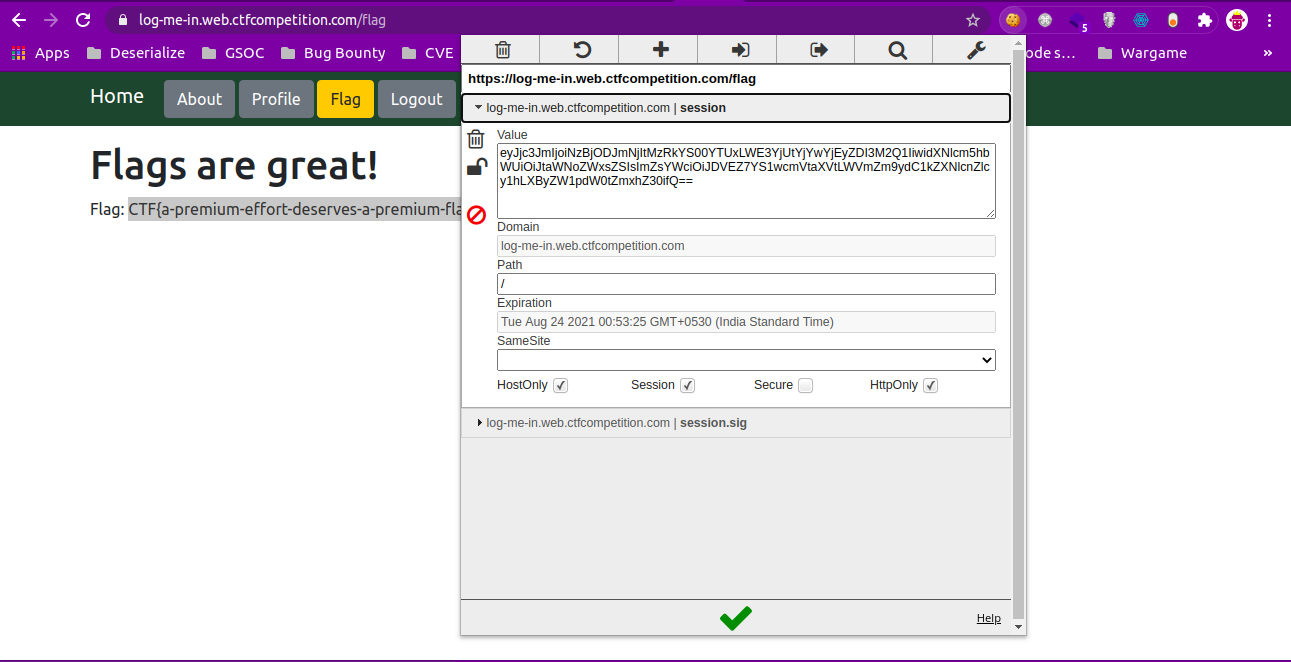 log-me-in.web.ctfcompetition.com/flag
5
Apps Deserialize GSOC Bug Bounty CVE ode s... Wargame »
Home About Profile Flag Logout
Flags are great!
Flag: CTF{a-premium-effort-deserves-a-premium-fla
https://log-me-in.web.ctfcompetition.com/flag
log-me-in.web.ctfcompetition.com | session
Value
eyJjc3JmIjoiNzBjODJmNjItMzRkYS00YTUxLWE3YjUtYjYwYjEyZDI3M2Q1IiwidXNlcm5hb
WUiOiJtaWNoZWxsZSIsImZsYWciOiJDVEZ7YS1wcmVtaXVtLWVmZm9ydC1kZXNlcnZlc
y1hLXByZW1pdW0tZmxhZ30ifQ==
Domain
log-me-in.web.ctfcompetition.com
Path
/
Expiration
Tue Aug 24 2021 00:53:25 GMT+0530 (India Standard Time)
SameSite
HostOnly Session Secure HttpOnly
log-me-in.web.ctfcompetition.com | session.sig
Help